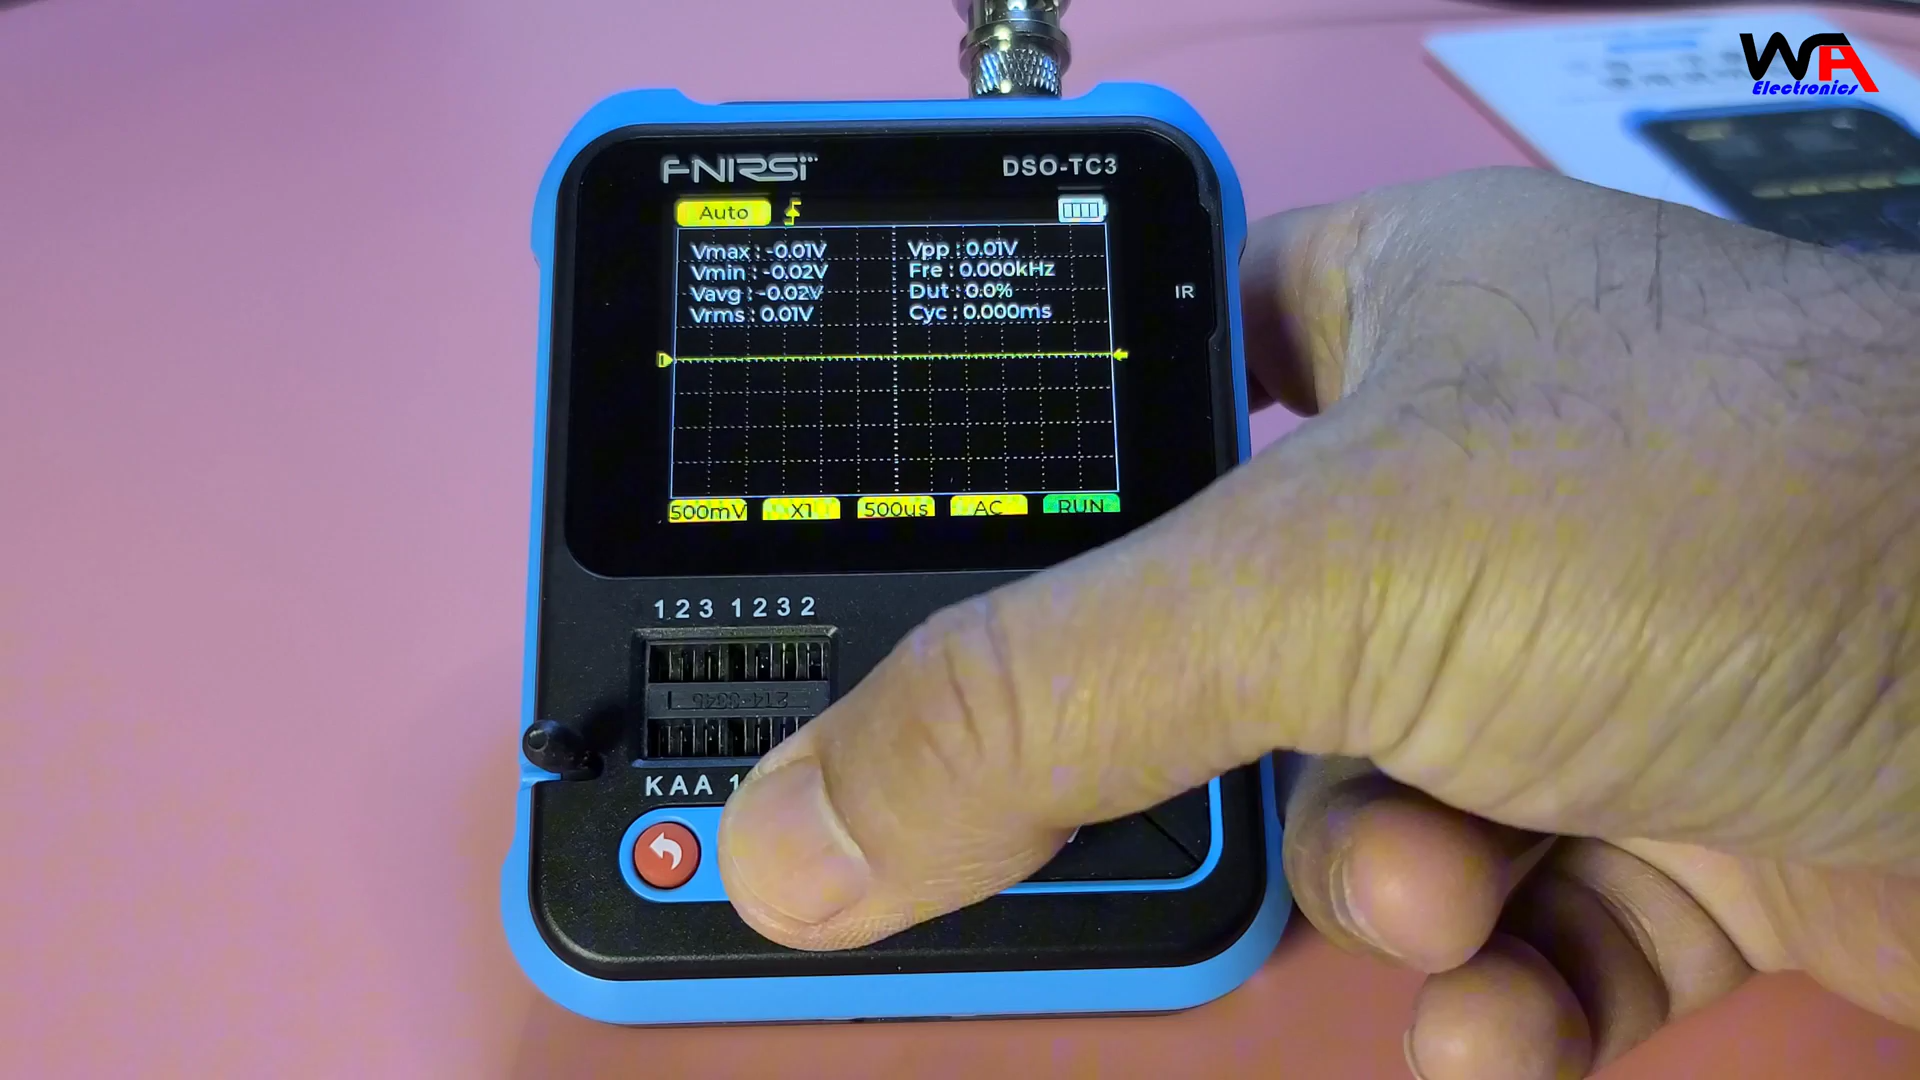 WA
Electronics
FNIRSI
DSO-TC3
Auto
Vmax : -0.01V
Vpp : 0.01V
Vmin : -0.02V
Fre : 0.000kHz
Vavg : -0.02V
Dut : 0.0%
Vrms : 0.01V
Cyc : 0.000ms
IR
1
500mV X1 500us AC RUN
1 2 3 1 2 3 2
K A A 1